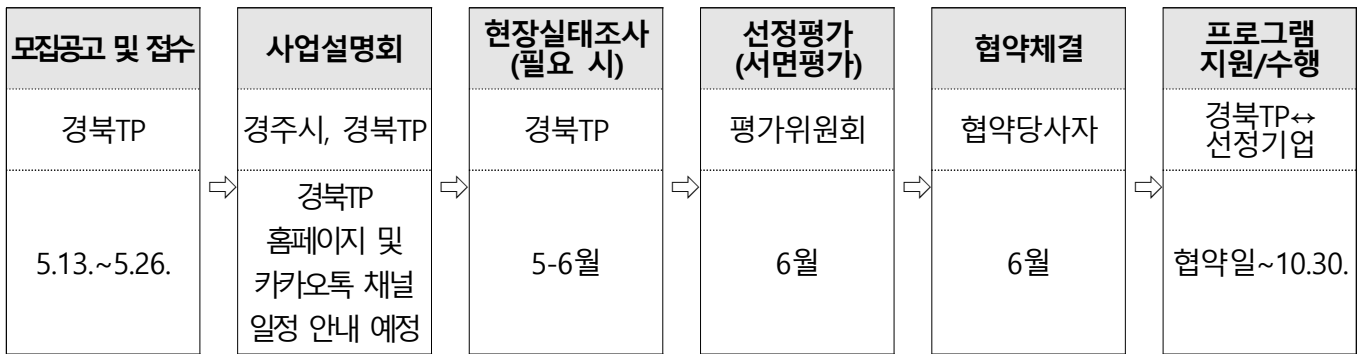 모집공고 및 접수
경북TP
5.13.~5.26.
⇨
사업설명회
경주시, 경북TP
경북TP
홈페이지 및
카카오톡 채널
일정 안내 예정
⇨
현장실태조사
(필요 시)
경북TP
5-6월
⇨
선정평가
(서면평가)
평가위원회
6월
⇨
협약체결
협약당사자
6월
⇨
프로그램
지원/수행
경북TP↔
선정기업
협약일~10.30.